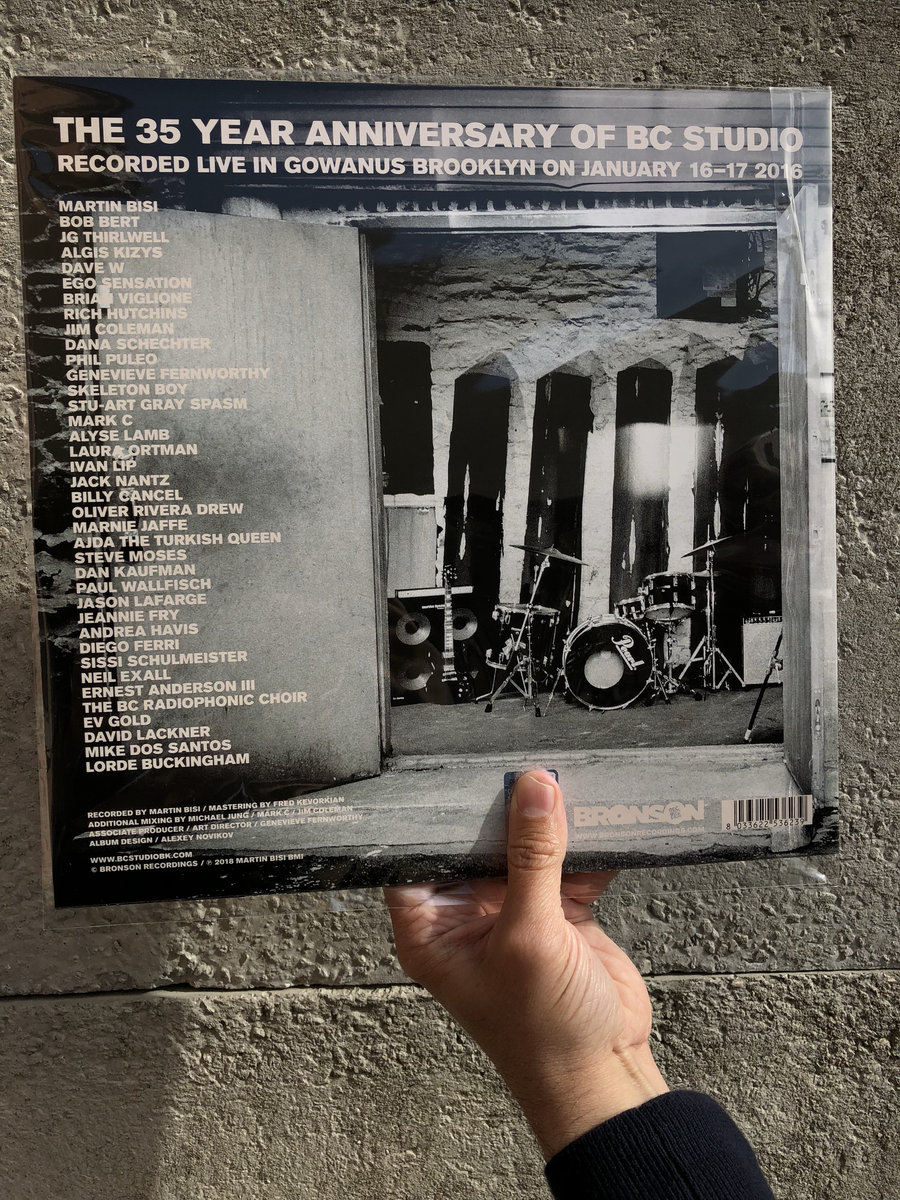 THE 35 YEAR ANNIVERSARY OF BC STUDIO
RECORDED LIVE IN GOWANUS BROOKLYN ON JANUARY 16–17 2016
MARTIN BISI
BOB BERT
JG THIRLWELL
ALGIS KIZYS
DAVE W
EGO SENSATION
BRIAN VIGLIONE
RICH HUTCHINS
JIM COLEMAN
DANA SCHECHTER
PHIL PULEO
GENEVIEVE FERNWORTHY
SKELETON BOY
STU-ART GRAY SPASM
MARK C
ALYSE LAMB
LAURA ORTMAN
IVAN LIP
JACK NANTZ
BILLY CANCEL
OLIVER RIVERA DREW
MARNIE JAFFE
AJDA THE TURKISH QUEEN
STEVE MOSES
DAN KAUFMAN
PAUL WALLFISCH
JASON LAFARGE
JEANNIE FRY
ANDREA HAVIS
DIEGO FERRI
SISSI SCHULMEISTER
NEIL EXALL
ERNEST ANDERSON III
THE BC RADIOPHONIC CHOIR
EV GOLD
DAVID LACKNER
MIKE DOS SANTOS
LORDE BUCKINGHAM
RECORDED BY MARTIN BISI / MASTERING BY FRED KEVORKIAN
ADDITIONAL MIXING BY MICHAEL JUNG / MARK C / JIM COLEMAN
ASSOCIATE PRODUCER / ART DIRECTOR / GENEVIEVE FERNWORTHY
ALBUM DESIGN / ALEXEY NOVIKOV
WWW.BCSTUDIOBK.COM
© BRONSON RECORDINGS / ℗ 2018 MARTIN BISI BMI
Pearl
BRONSON